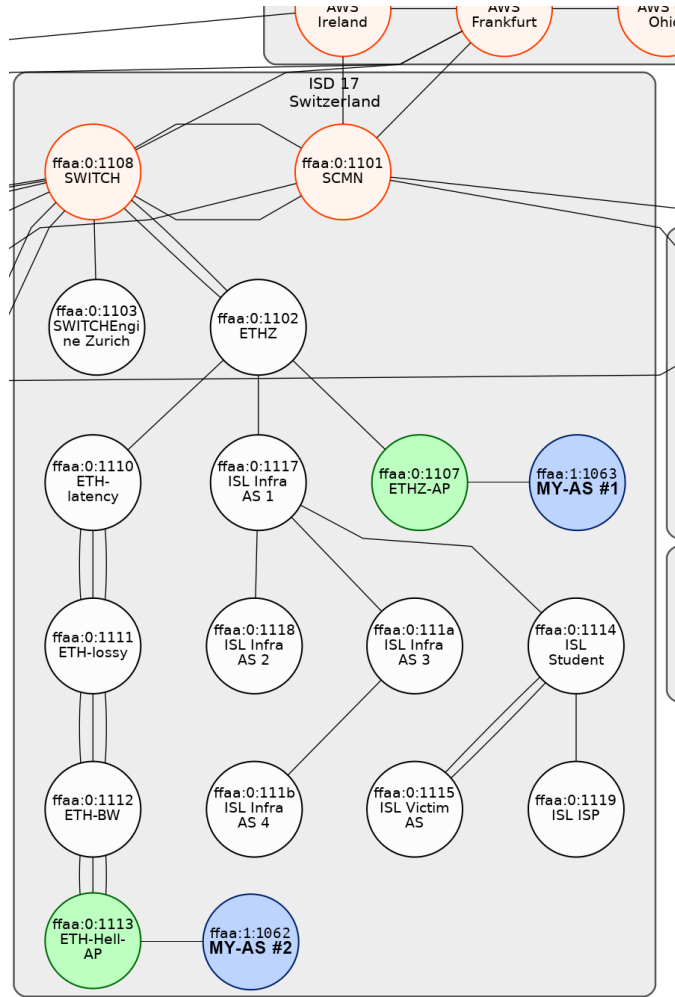 AWS
Ireland
AWS
Frankfurt
AWS
Ohio
ISD 17
Switzerland
ffaa:0:1108
SWITCH
ffaa:0:1101
SCMN
ffaa:0:1103
SWITCHEngi
ne Zurich
ffaa:0:1102
ETHZ
ffaa:0:1110
ETH-
latency
ffaa:0:1117
ISL Infra
AS 1
ffaa:0:1107
ETHZ-AP
ffaa:1:1063
MY-AS #1
ffaa:0:1111
ETH-lossy
ffaa:0:1118
ISL Infra
AS 2
ffaa:0:111a
ISL Infra
AS 3
ffaa:0:1114
ISL
Student
ffaa:0:1112
ETH-BW
ffaa:0:111b
ISL Infra
AS 4
ffaa:0:1115
ISL Victim
AS
ffaa:0:1119
ISL ISP
ffaa:0:1113
ETH-Hell-
AP
ffaa:1:1062
MY-AS #2